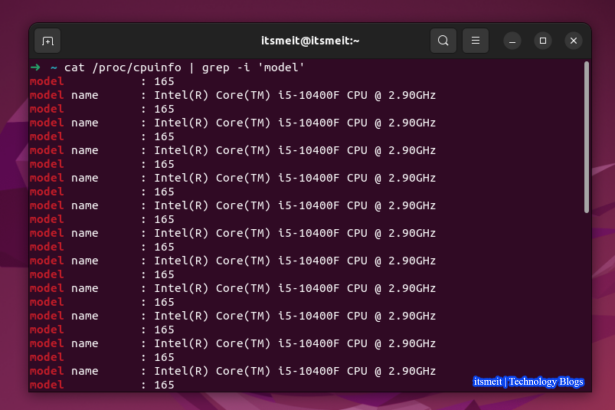 itsmeit@itsmeit:~
→ ~ cat /proc/cpuinfo | grep -i 'model'
model : 165
model name : Intel(R) Core(TM) i5-10400F CPU @ 2.90GHz
model : 165
model name : Intel(R) Core(TM) i5-10400F CPU @ 2.90GHz
model : 165
model name : Intel(R) Core(TM) i5-10400F CPU @ 2.90GHz
model : 165
model name : Intel(R) Core(TM) i5-10400F CPU @ 2.90GHz
model : 165
model name : Intel(R) Core(TM) i5-10400F CPU @ 2.90GHz
model : 165
model name : Intel(R) Core(TM) i5-10400F CPU @ 2.90GHz
model : 165
model name : Intel(R) Core(TM) i5-10400F CPU @ 2.90GHz
model : 165
model name : Intel(R) Core(TM) i5-10400F CPU @ 2.90GHz
model : 165
model name : Intel(R) Core(TM) i5-10400F CPU @ 2.90GHz
model : 165
model name : Intel(R) Core(TM) i5-10400F CPU @ 2.90GHz
model : 165
model name : Intel(R) Core(TM) i5-10400F CPU @ 2.90GHz
model : 165
itsmeit | Technology Blogs